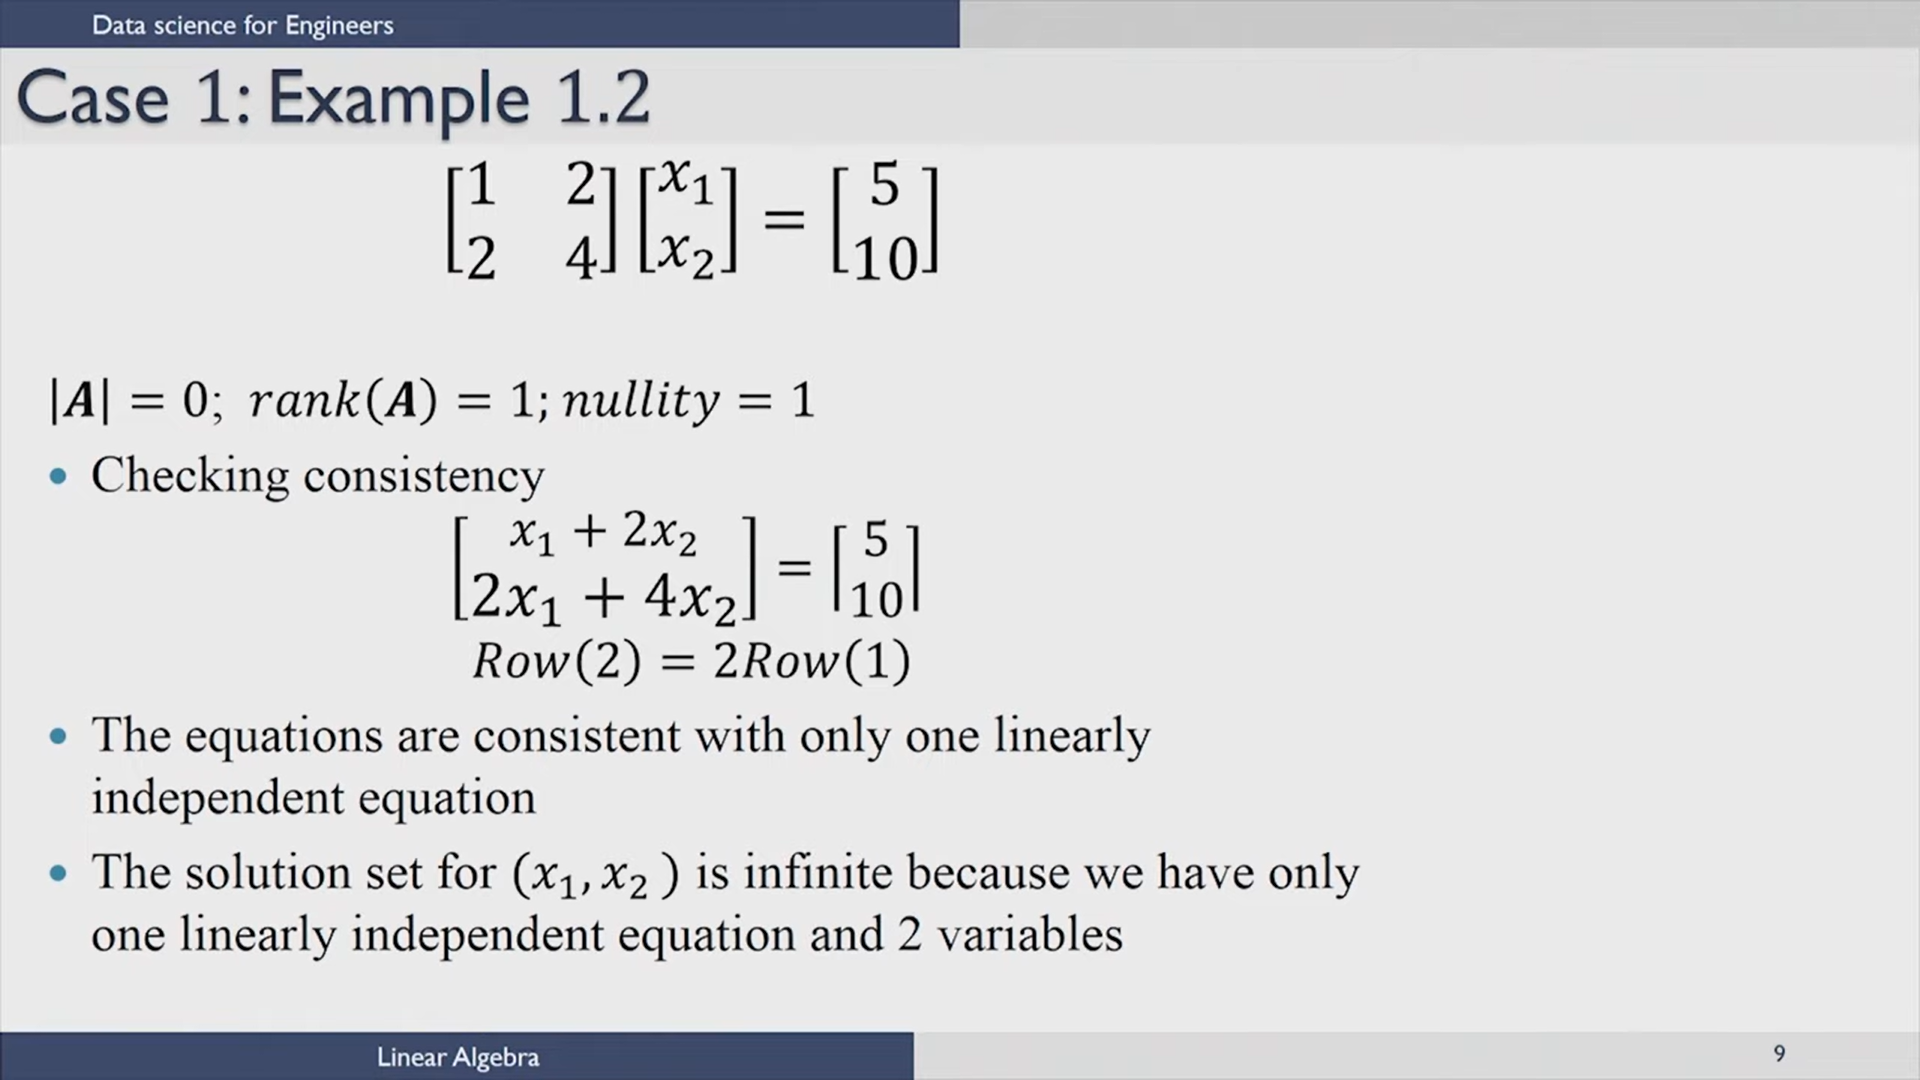 Data science for Engineers
Case 1: Example 1.2
[1 2] [x₁] = [5]
[2 4] [x₂] = [10]
|A| = 0; rank(A) = 1; nullity = 1
• Checking consistency
[x₁ + 2x₂] = [5]
[2x₁ + 4x₂] = [10]
Row(2) = 2Row(1)
• The equations are consistent with only one linearly
independent equation
• The solution set for (x₁, x₂ ) is infinite because we have only
one linearly independent equation and 2 variables
Linear Algebra
9